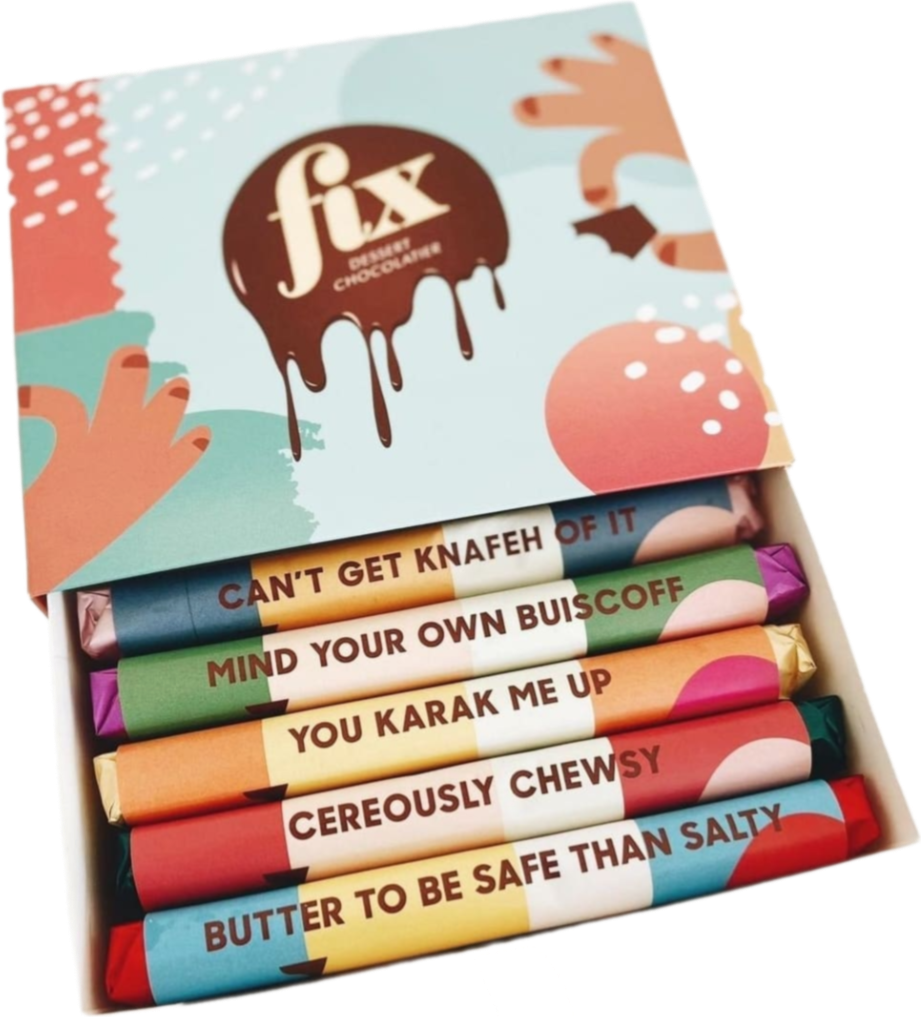 fix
DESSERT
CHOCOLATIER
CAN'T GET KNAFEH OF IT
MIND YOUR OWN BUISCOFF
YOU KARAK ME UP
CEREOUSLY CHEWSY
BUTTER TO BE SAFE THAN SALTY